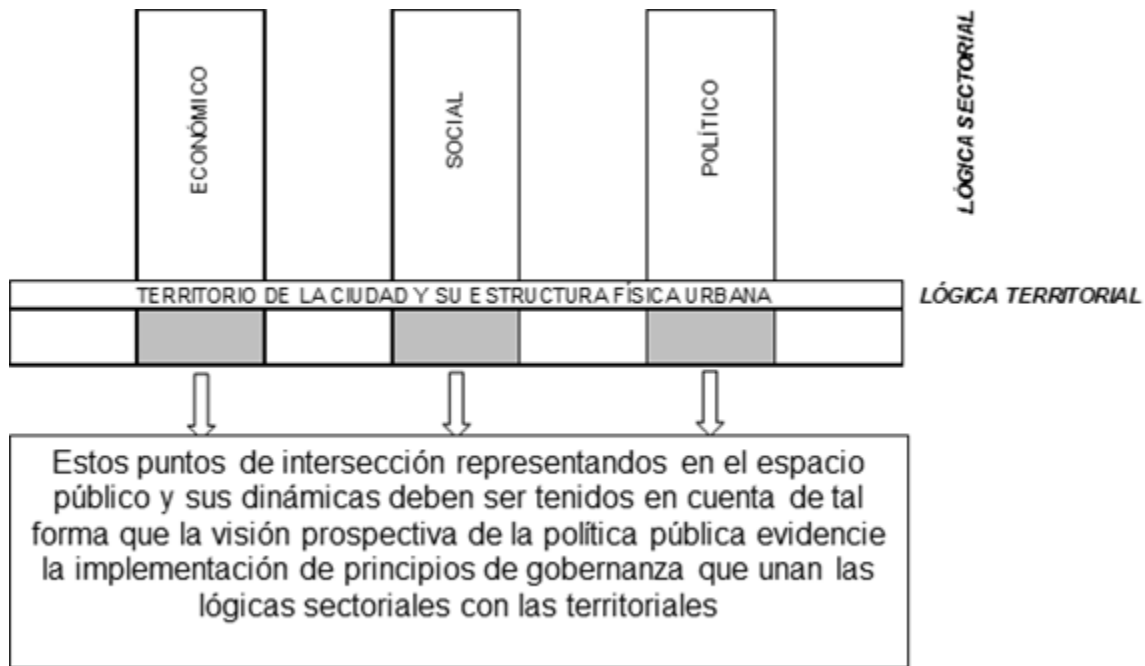 ECONÓMICO
SOCIAL
POLÍTICO
LÓGICA SECTORIAL
TERRITORIO DE LA CIUDAD Y SU ESTRUCTURA FÍSICA URBANA
LÓGICA TERRITORIAL
Estos puntos de intersección representandos en el espacio
público y sus dinámicas deben ser tenidos en cuenta de tal
forma que la visión prospectiva de la política pública evidencie
la implementación de principios de gobernanza que unan las
lógicas sectoriales con las territoriales